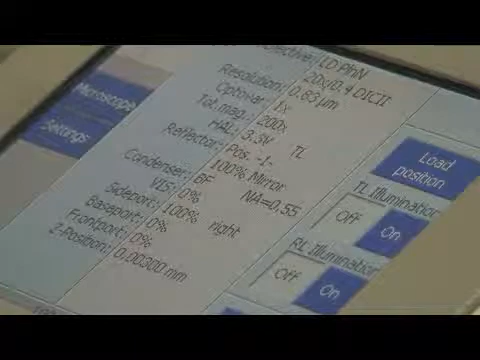 Objective: LD PlnN
20x/0.4 DICII
Resolution: 0.83 µm
Optovar: 1x
Tot.mag.: 200x
HAL: 3.5V TL
Reflector: Pos. -1-
100% Mirror
Condenser: BF NA=0.55
VIS: 0%
Sideport: 100% right
Baseport: 0%
Frontport: 0%
Z-Position: 0.00300 mm
Microscope
Settings
Load
position
TL Illumination
Off On
RL Illumination
Off On